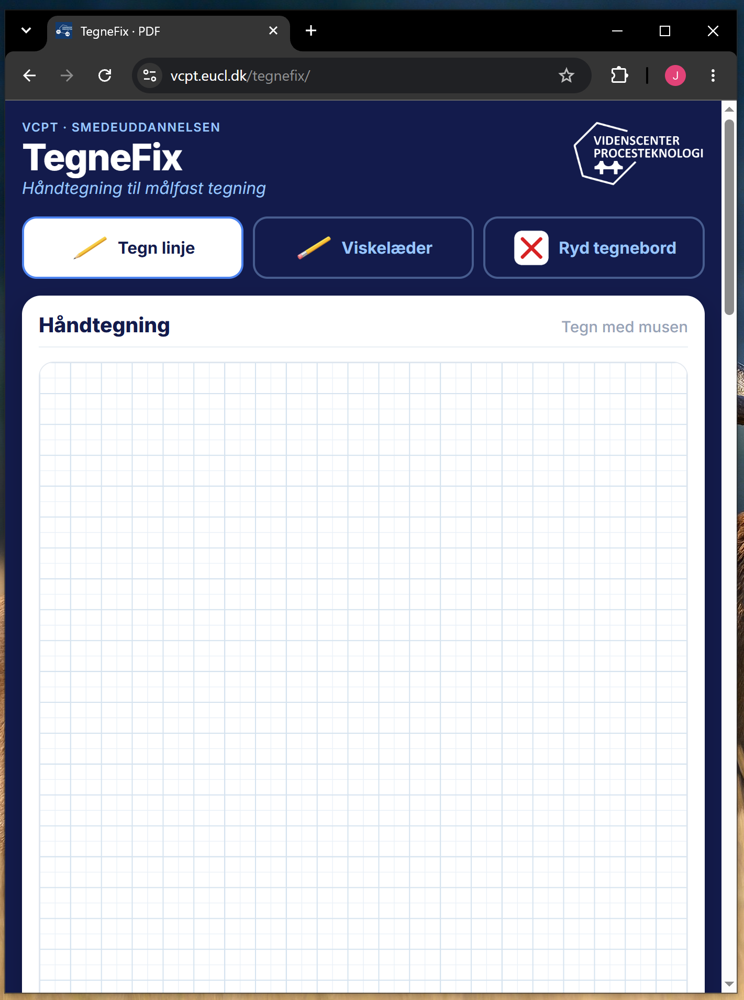 TegneFix · PDF
vcpt.eucl.dk/tegnefix/
J
VCPT · SMEDEUDDANNELSEN
TegneFix
Håndtegning til målfast tegning
VIDENSCENTER
PROCESTEKNOLOGI
Tegn linje
Viskelæder
Ryd tegnebord
Håndtegning
Tegn med musen